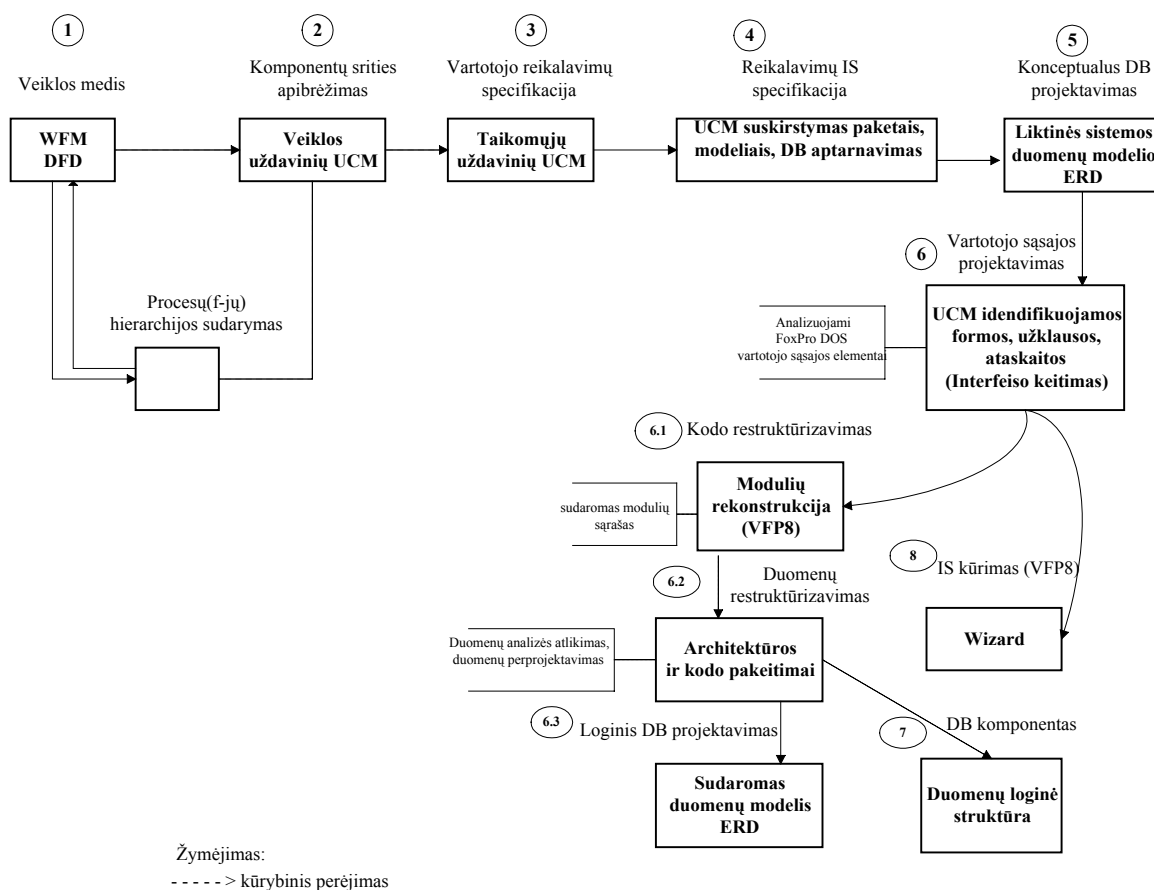 1
2
3
4
5
Veiklos medis
Komponentų srities
apibrėžimas
Vartotojo reikalavimų
specifikacija
Reikalavimų IS
specifikacija
Konceptualus DB
projektavimas
WFM
DFD
Veiklos
uždavinių UCM
Taikomųjų
uždavinių UCM
UCM suskirstymas paketais,
modeliais, DB aptarnavimas
Liktinės sistemos
duomenų modelio
ERD
6
Vartotojo sąsajos
projektavimas
Procesų(f-jų)
hierarchijos sudarymas
Analizuojami
FoxPro DOS
vartotojo sąsajos elementai
UCM idendifikuojamos
formos, užklausos,
ataskaitos
(Interfeiso keitimas)
6.1
Kodo restruktūrizavimas
sudaromas modulių
sąrašas
Modulių
rekonstrukcija
(VFP8)
8
IS kūrimas (VFP8)
6.2
Duomenų
restruktūrizavimas
Wizard
Duomenų analizės atlikimas,
duomenų perprojektavimas
Architektūros
ir kodo pakeitimai
6.3
Loginis DB projektavimas
7
DB komponentas
Sudaromas
duomenų modelis
ERD
Duomenų loginė
struktūra
Žymėjimas:
- - - - - > kūrybinis perėjimas